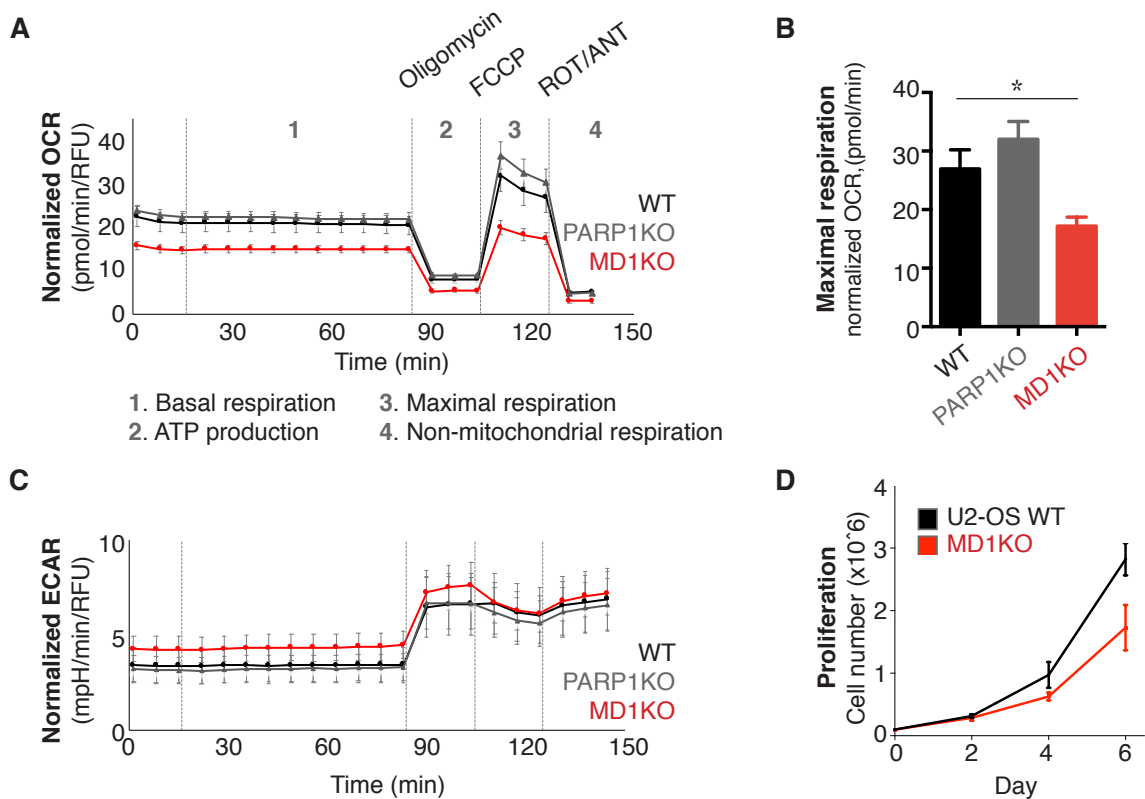 A
Oligomycin
FCCP
ROT/ANT
Normalized OCR
(pmol/min/RFU)
40
30
20
10
0
1
2
3
4
WT
PARP1KO
MD1KO
0 30 60 90 120 150
Time (min)
1. Basal respiration
2. ATP production
3. Maximal respiration
4. Non-mitochondrial respiration
B
Maximal respiration
normalized OCR,(pmol/min)
40
30
20
30
0
*
WT
PARP1KO
MD1KO
C
Normalized ECAR
(mpH/min/RFU)
10
5
0
WT
PARP1KO
MD1KO
0 30 60 90 120 150
Time (min)
D
Proliferation
Cell number (x10^6)
4
3
2
1
0
U2-OS WT
MD1KO
0 2 4 6
Day